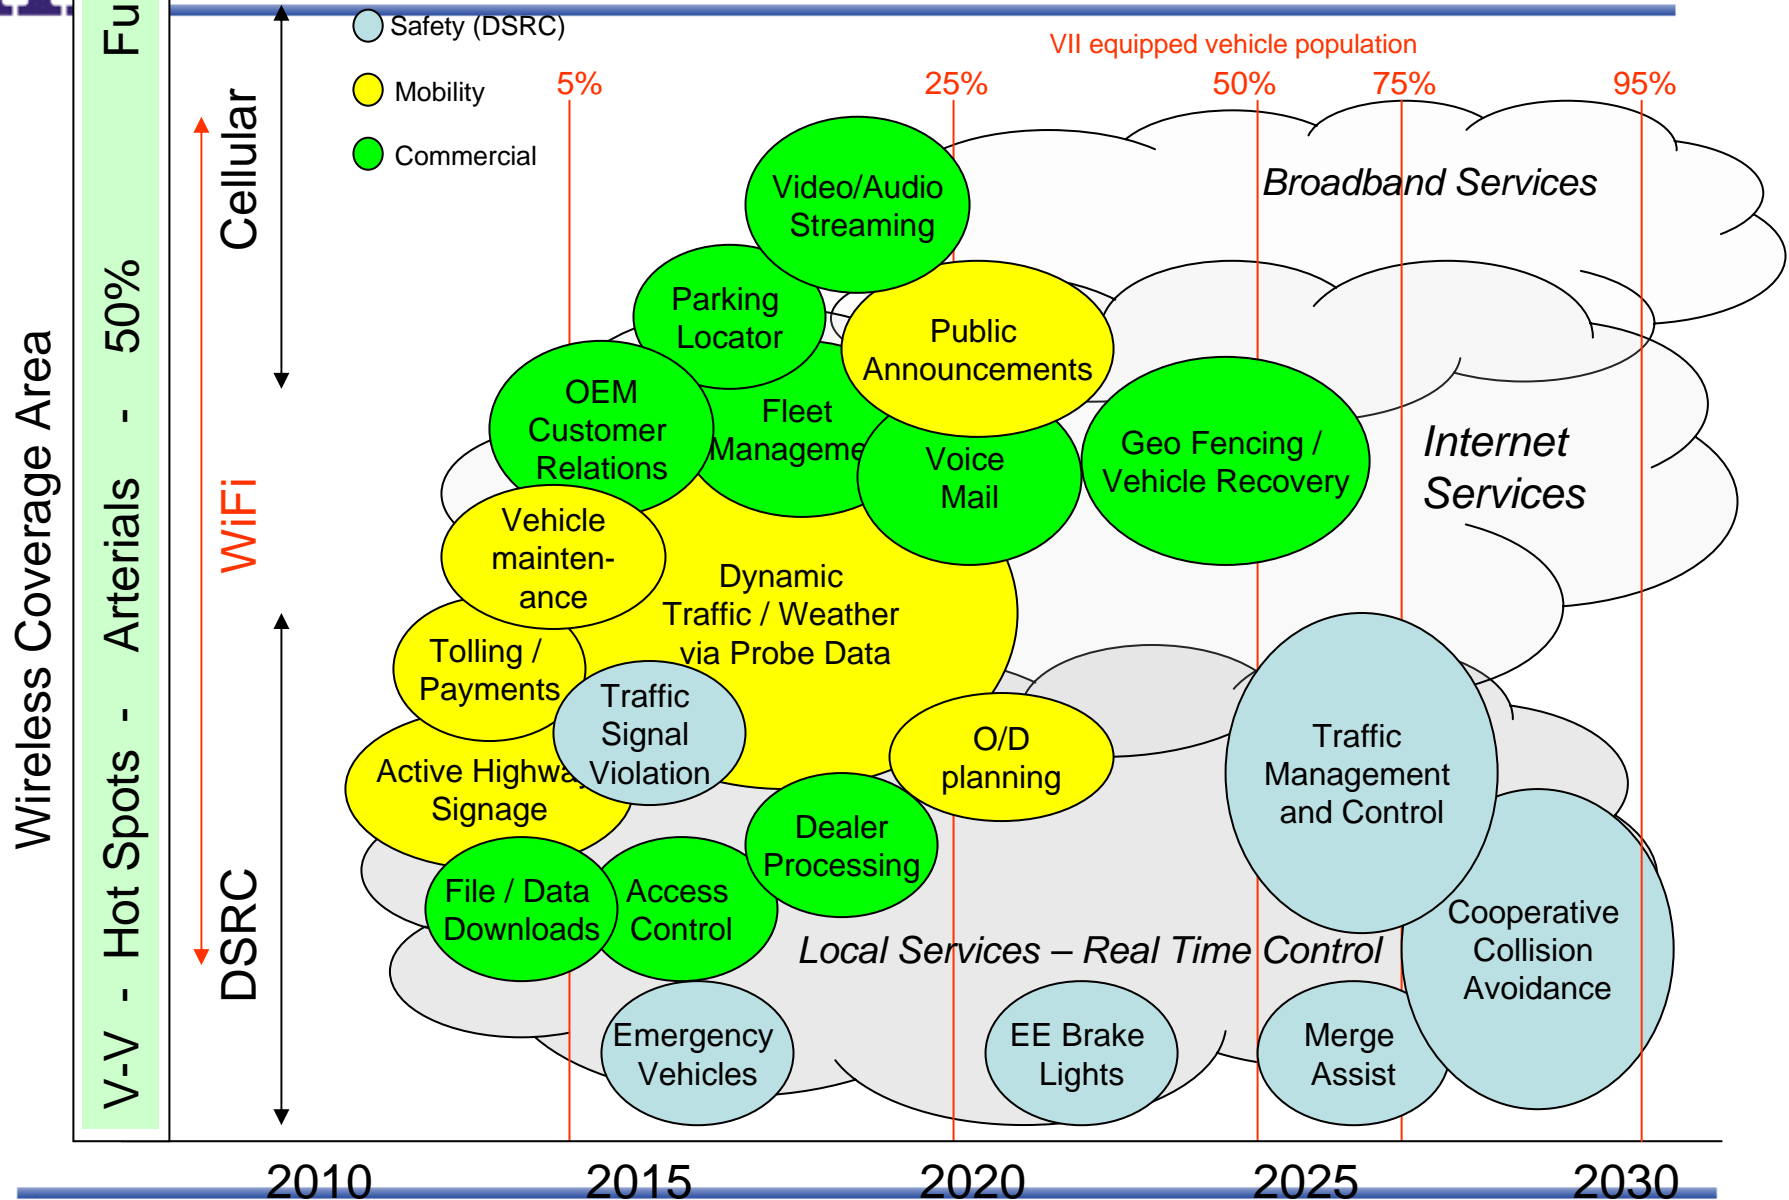 Safety (DSRC)
Mobility
Commercial
VII equipped vehicle population
5%
25%
50%
75%
95%
Wireless Coverage Area
V-V - Hot Spots - Arterials - 50% Fu
Cellular
WiFi
DSRC
Broadband Services
Video/Audio
Streaming
Parking
Locator
Public
Announcements
OEM
Customer
Relations
Fleet
Manageme
Voice
Mail
Geo Fencing /
Vehicle Recovery
Internet
Services
Vehicle
mainten-
ance
Dynamic
Traffic / Weather
via Probe Data
Tolling /
Payments
Traffic
Signal
Violation
Active Highwa
Signage
O/D
planning
Traffic
Management
and Control
Dealer
Processing
File / Data
Downloads
Access
Control
Local Services – Real Time Control
Cooperative
Collision
Avoidance
Emergency
Vehicles
EE Brake
Lights
Merge
Assist
2010
2015
2020
2025
2030